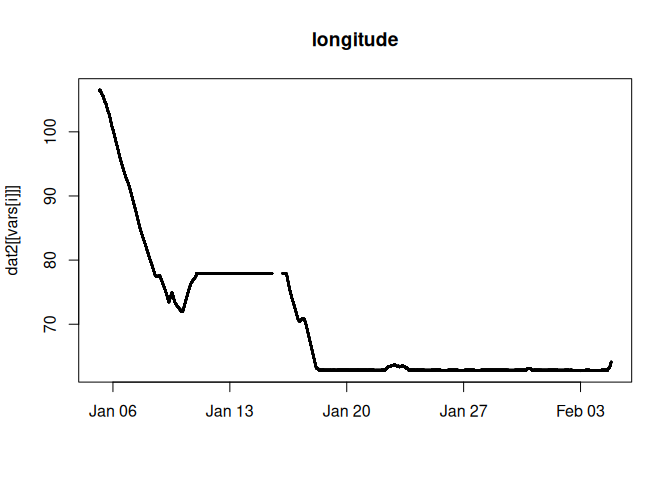 longitude
dat2[[vars[i]]]
100
90
80
70
Jan 06
Jan 13
Jan 20
Jan 27
Feb 03